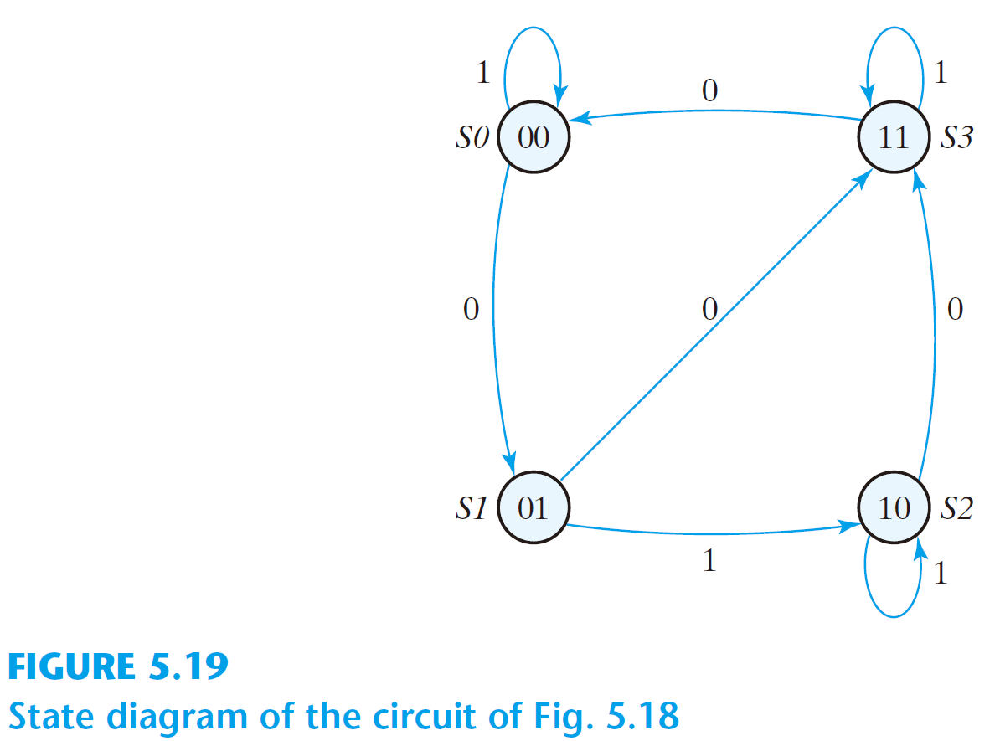 1
0
1
S0
00
11
S3
0
0
0
S1
01
10
S2
1
1
FIGURE 5.19
State diagram of the circuit of Fig. 5.18